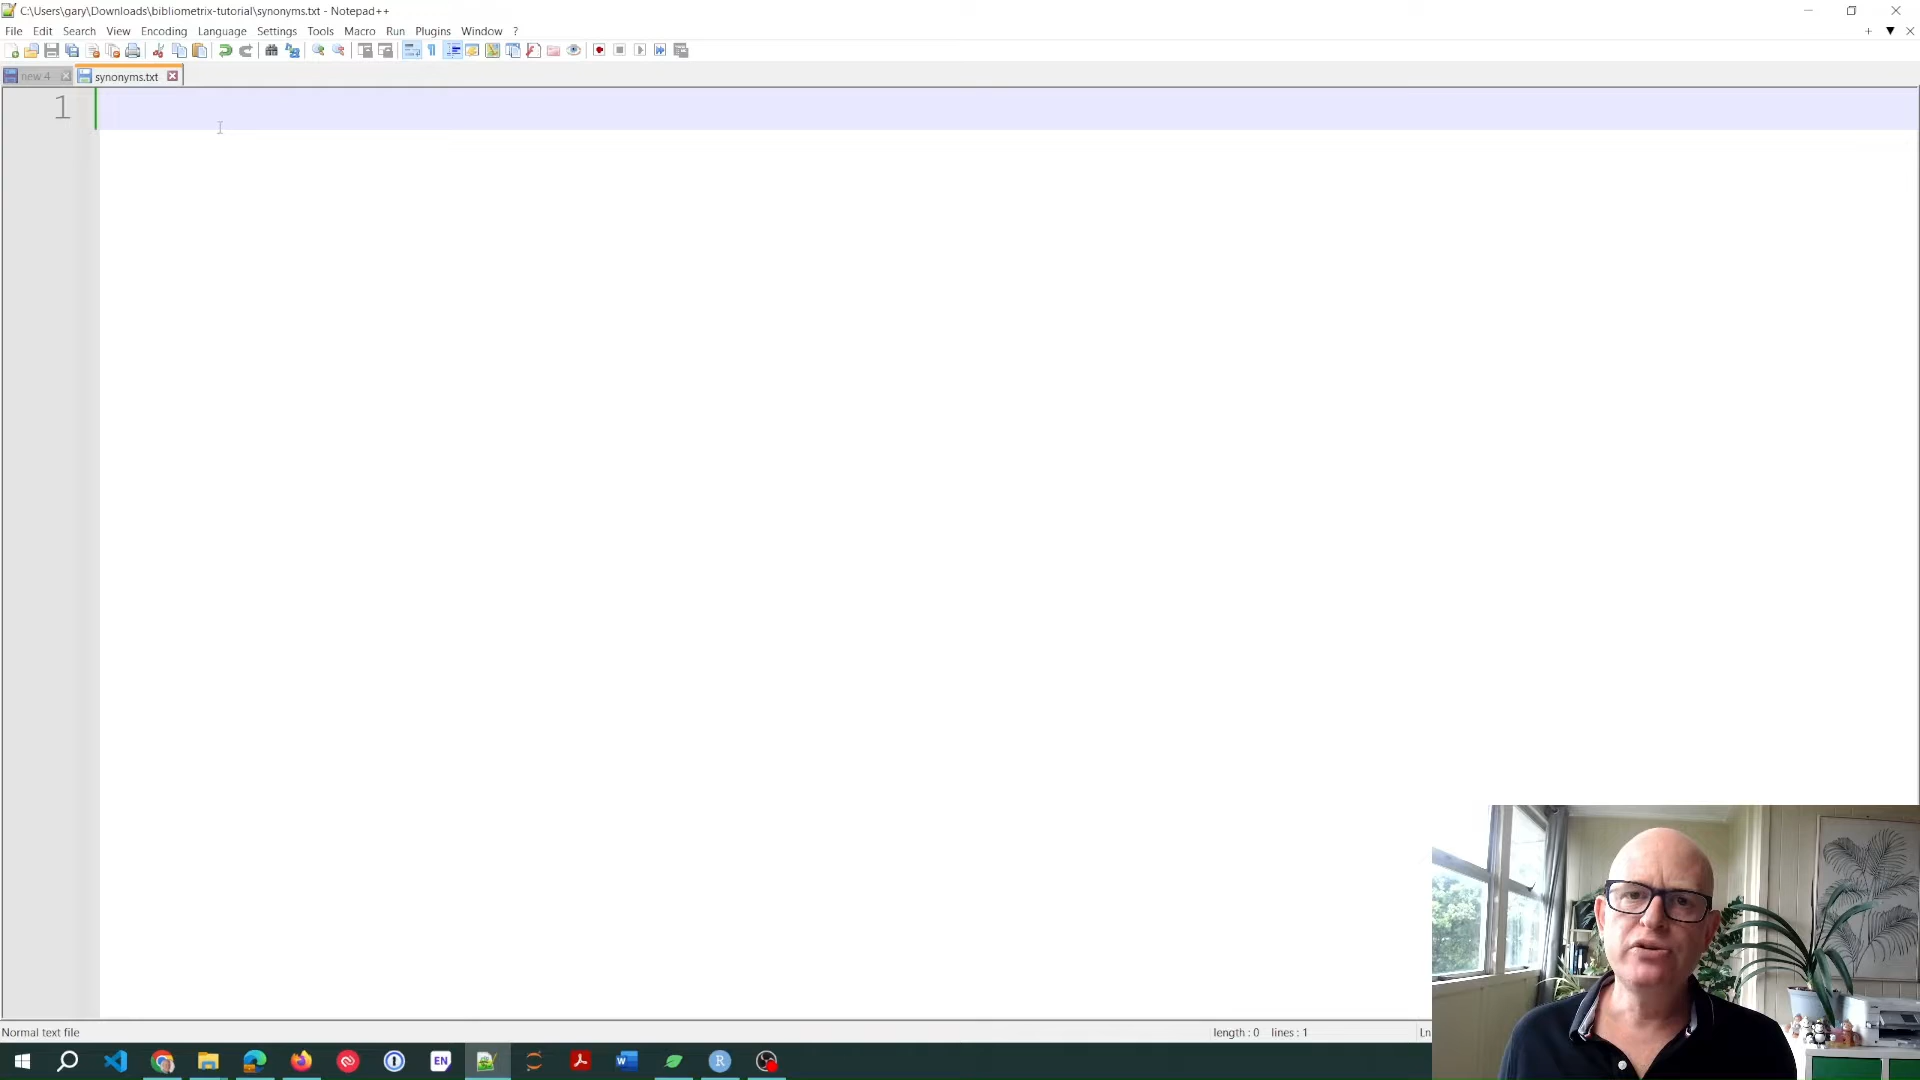 C:\Users\gary\Downloads\bibliometrix-tutorial\synonyms.txt - Notepad++
File Edit Search View Encoding Language Settings Tools Macro Run Plugins Window ?
new 4 synonyms.txt
1
Normal text file length : 0 lines : 1 Ln
EN W R